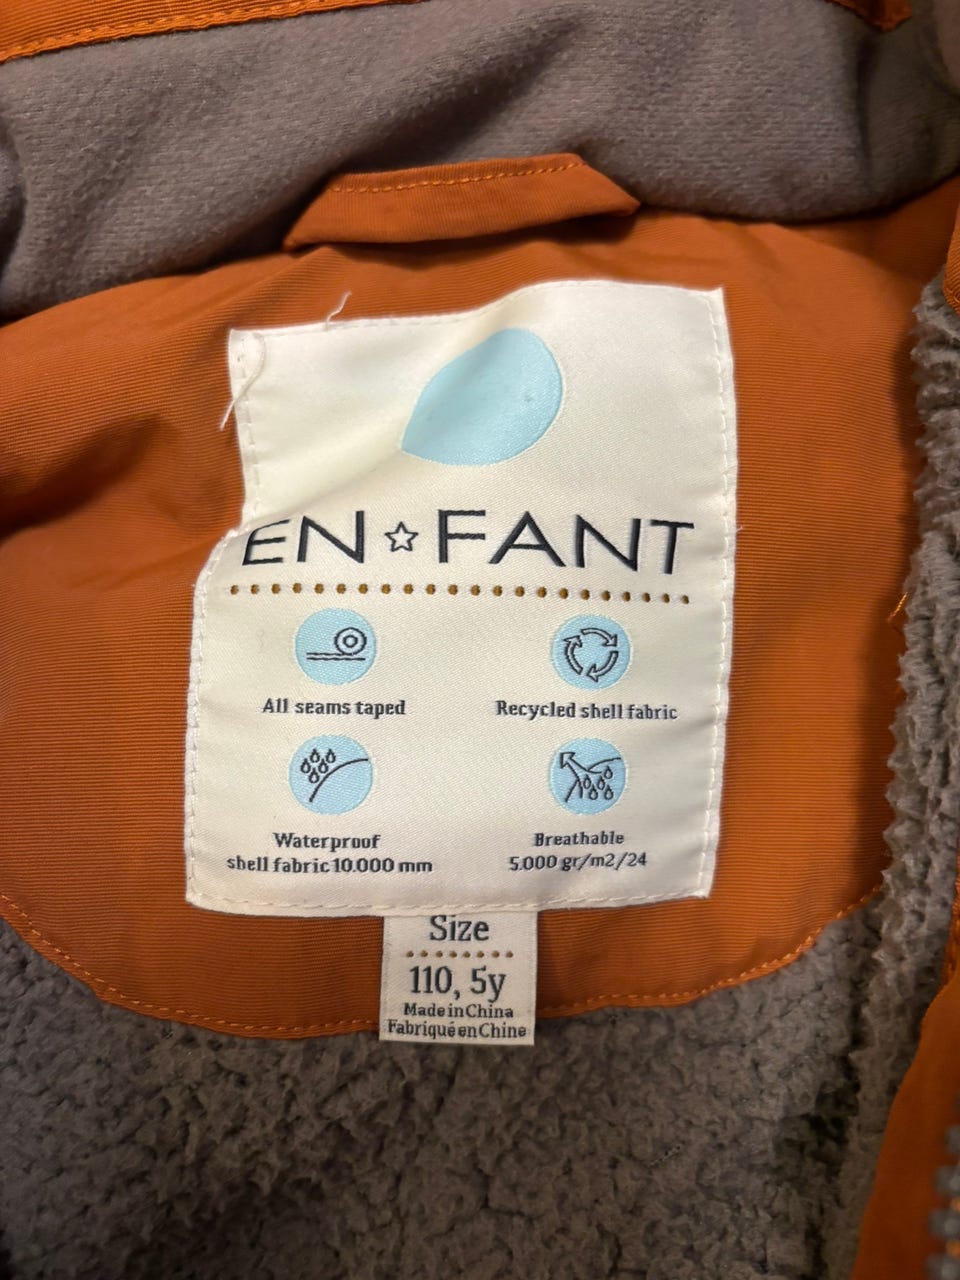 EN☆FANT
All seams taped
Recycled shell fabric
Waterproof
shell fabric 10.000 mm
Breathable
5.000 gr/m2/24
Size
110, 5y
Made in China
Fabriqué en Chine